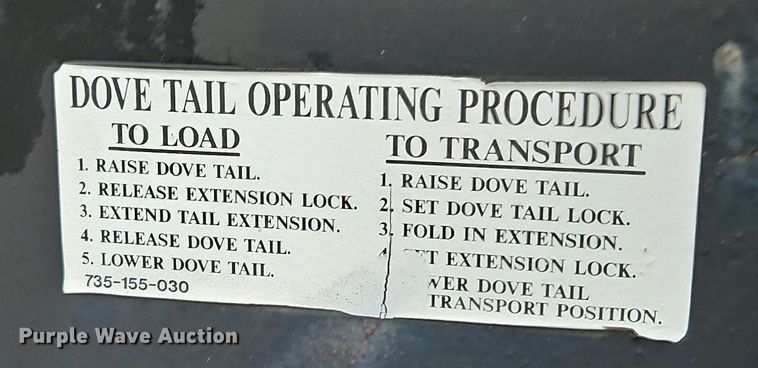 DOVE TAIL OPERATING PROCEDURE
TO LOAD
1. RAISE DOVE TAIL.
2. RELEASE EXTENSION LOCK.
3. EXTEND TAIL EXTENSION.
4. RELEASE DOVE TAIL.
5. LOWER DOVE TAIL.
735-155-030
TO TRANSPORT
1. RAISE DOVE TAIL.
2. SET DOVE TAIL LOCK.
3. FOLD IN EXTENSION.
EXTENSION LOCK.
DOVE TAIL
TRANSPORT POSITION.
Purple Wave Auction